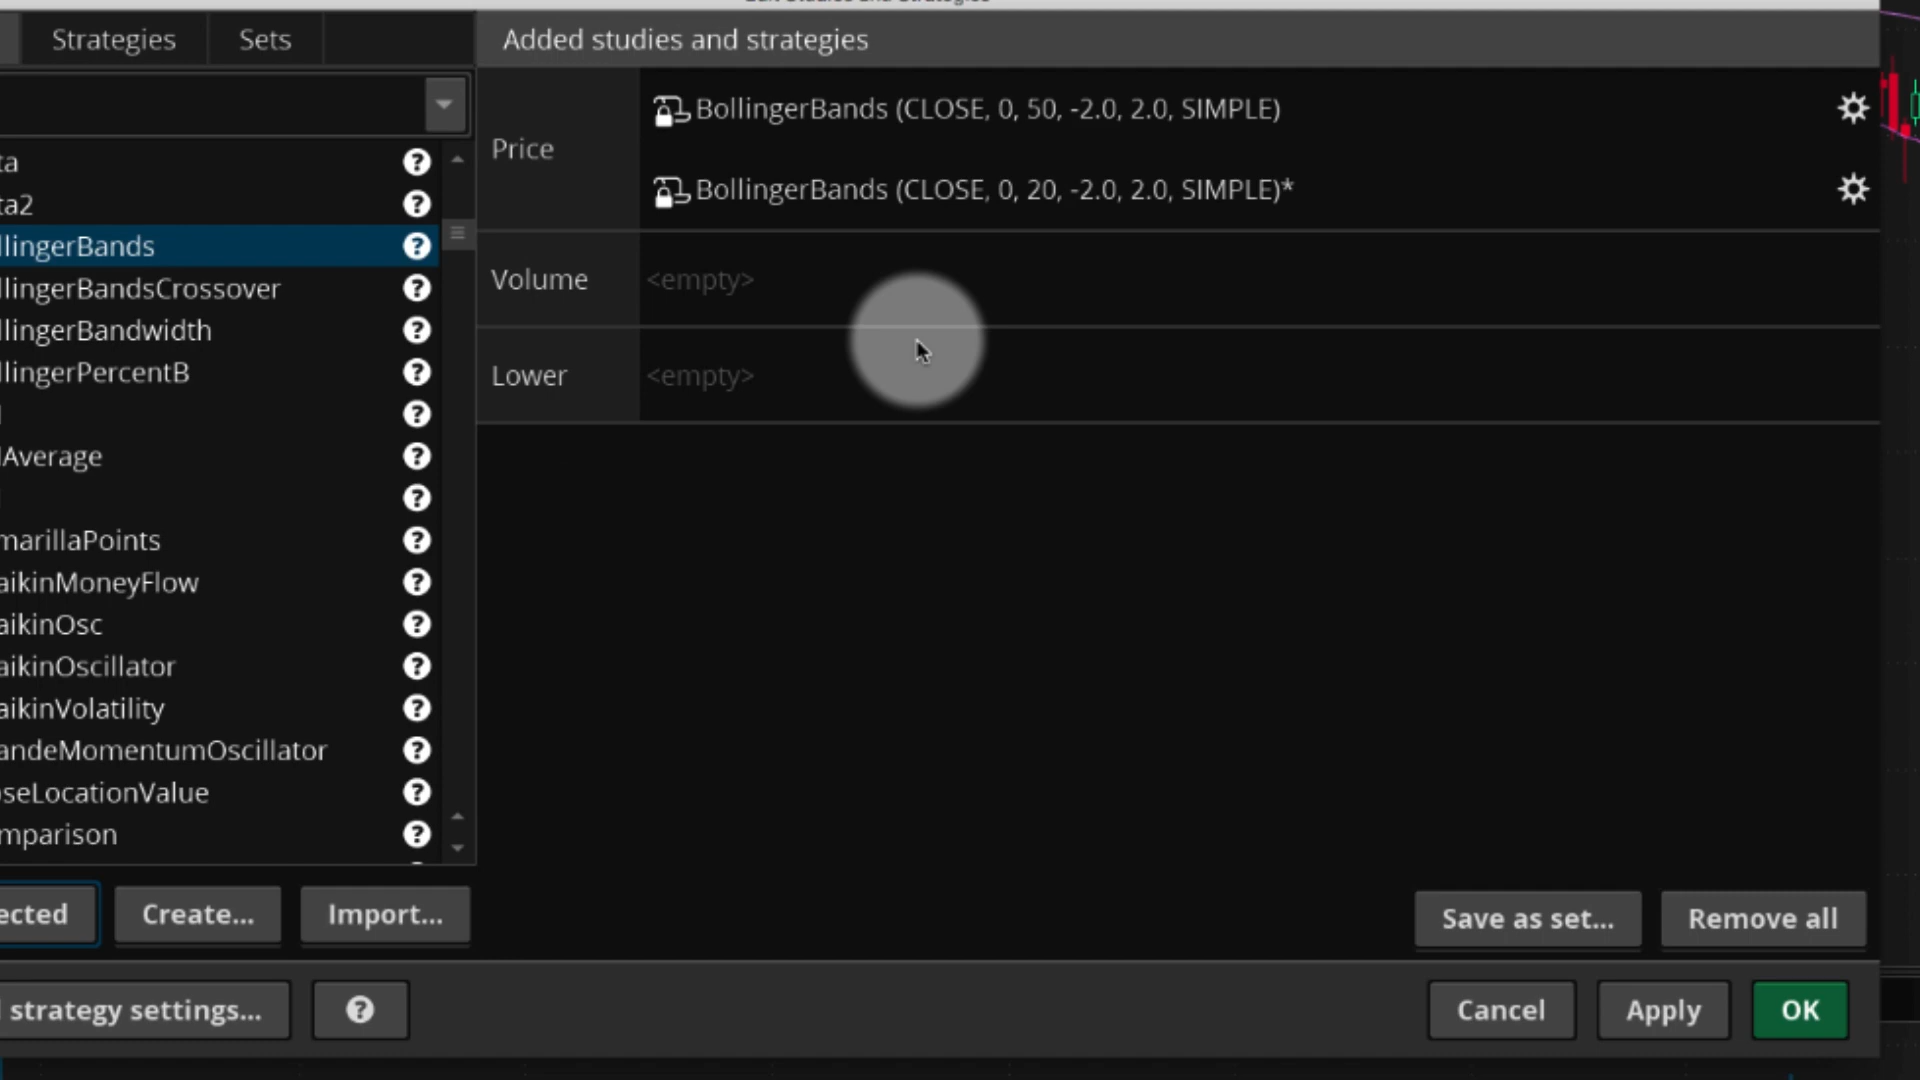 Strategies
Sets
Added studies and strategies
Price
BollingerBands (CLOSE, 0, 50, -2.0, 2.0, SIMPLE)
BollingerBands (CLOSE, 0, 20, -2.0, 2.0, SIMPLE)*
Volume
<empty>
Lower
<empty>
ta
ta2
llingerBands
llingerBandsCrossover
llingerBandwidth
llingerPercentB
Average
marillaPoints
aikinMoneyFlow
aikinOsc
aikinOscillator
aikinVolatility
andeMomentumOscillator
seLocationValue
mparison
ected
Create...
Import...
Save as set...
Remove all
strategy settings...
Cancel
Apply
OK